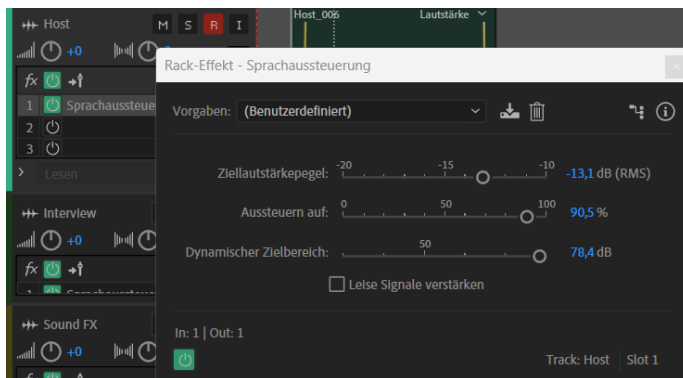 Host M S R I
+0
fx
1 Sprachaussteue
2
3
Lesen
Interview
+0
fx
Sound FX
+0
Host_006 Lautstärke
Rack-Effekt - Sprachaussteuerung
Vorgaben: (Benutzerdefiniert)
-20 -15 -10
Ziellautstärkepegel: -13,1 dB (RMS)
0 50 100
Aussteuern auf: 90,5 %
50
Dynamischer Zielbereich: 78,4 dB
Leise Signale verstärken
In: 1 | Out: 1
Track: Host Slot 1